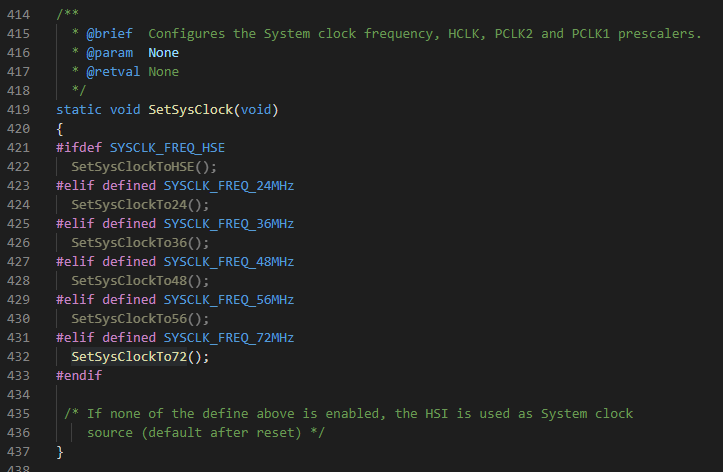 414 /**
415   * @brief  Configures the System clock frequency, HCLK, PCLK2 and PCLK1 prescalers.
416   * @param  None
417   * @retval None
418   */
419 static void SetSysClock(void)
420 {
421 #ifdef SYSCLK_FREQ_HSE
422   SetSysClockToHSE();
423 #elif defined SYSCLK_FREQ_24MHz
424   SetSysClockTo24();
425 #elif defined SYSCLK_FREQ_36MHz
426   SetSysClockTo36();
427 #elif defined SYSCLK_FREQ_48MHz
428   SetSysClockTo48();
429 #elif defined SYSCLK_FREQ_56MHz
430   SetSysClockTo56();
431 #elif defined SYSCLK_FREQ_72MHz
432   SetSysClockTo72();
433 #endif
434
435  /* If none of the define above is enabled, the HSI is used as System clock
436     source (default after reset) */
437 }
438